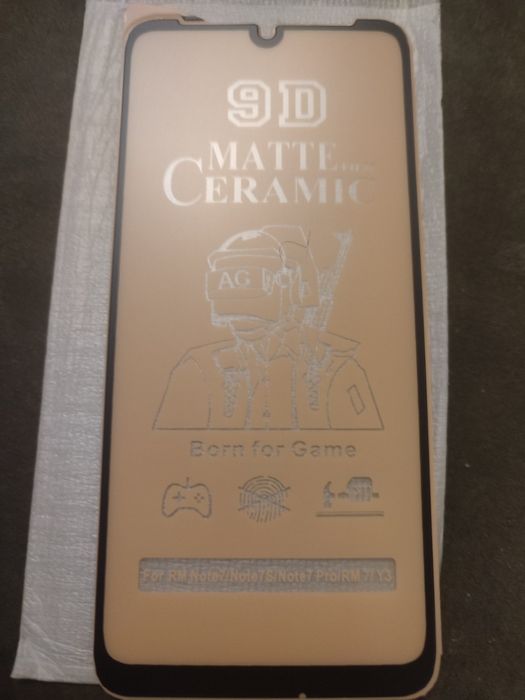 9D
MATTE
CERAMIC
AG
Born for Game
For RM Note7/Note7S/Note7 Pro/RM 7/ Y3